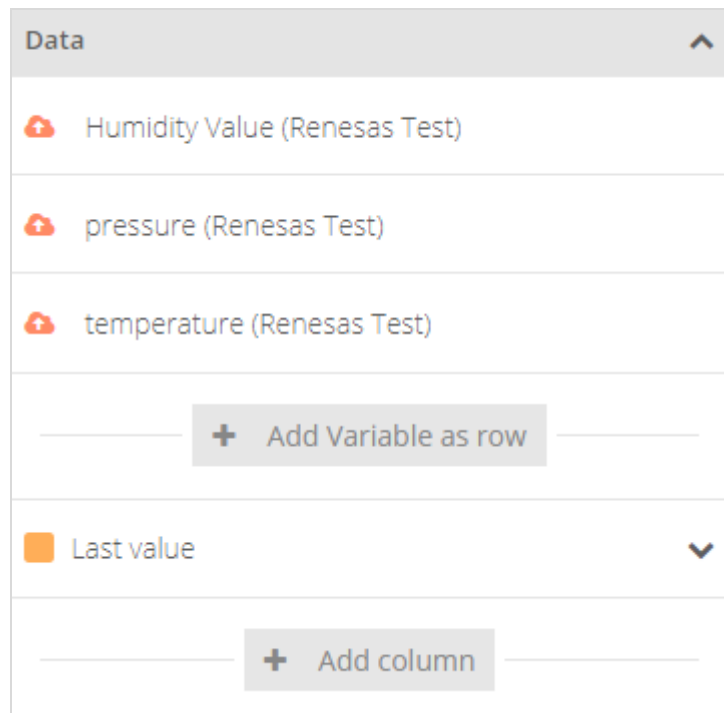 Data
Humidity Value (Renesas Test)
pressure (Renesas Test)
temperature (Renesas Test)
+ Add Variable as row
Last value
+ Add column